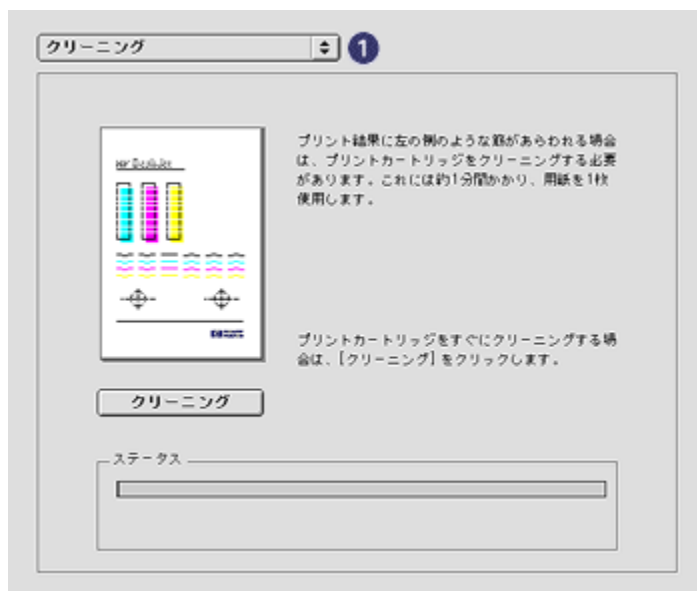 クリーニング
1
プリント結果に左の例のような筋があらわれる場合
は、プリントカートリッジをクリーニングする必要
があります。これには約1分間かかり、用紙を1枚
使用します。
プリントカートリッジをすぐにクリーニングする場
合は、[クリーニング] をクリックします。
クリーニング
ステータス